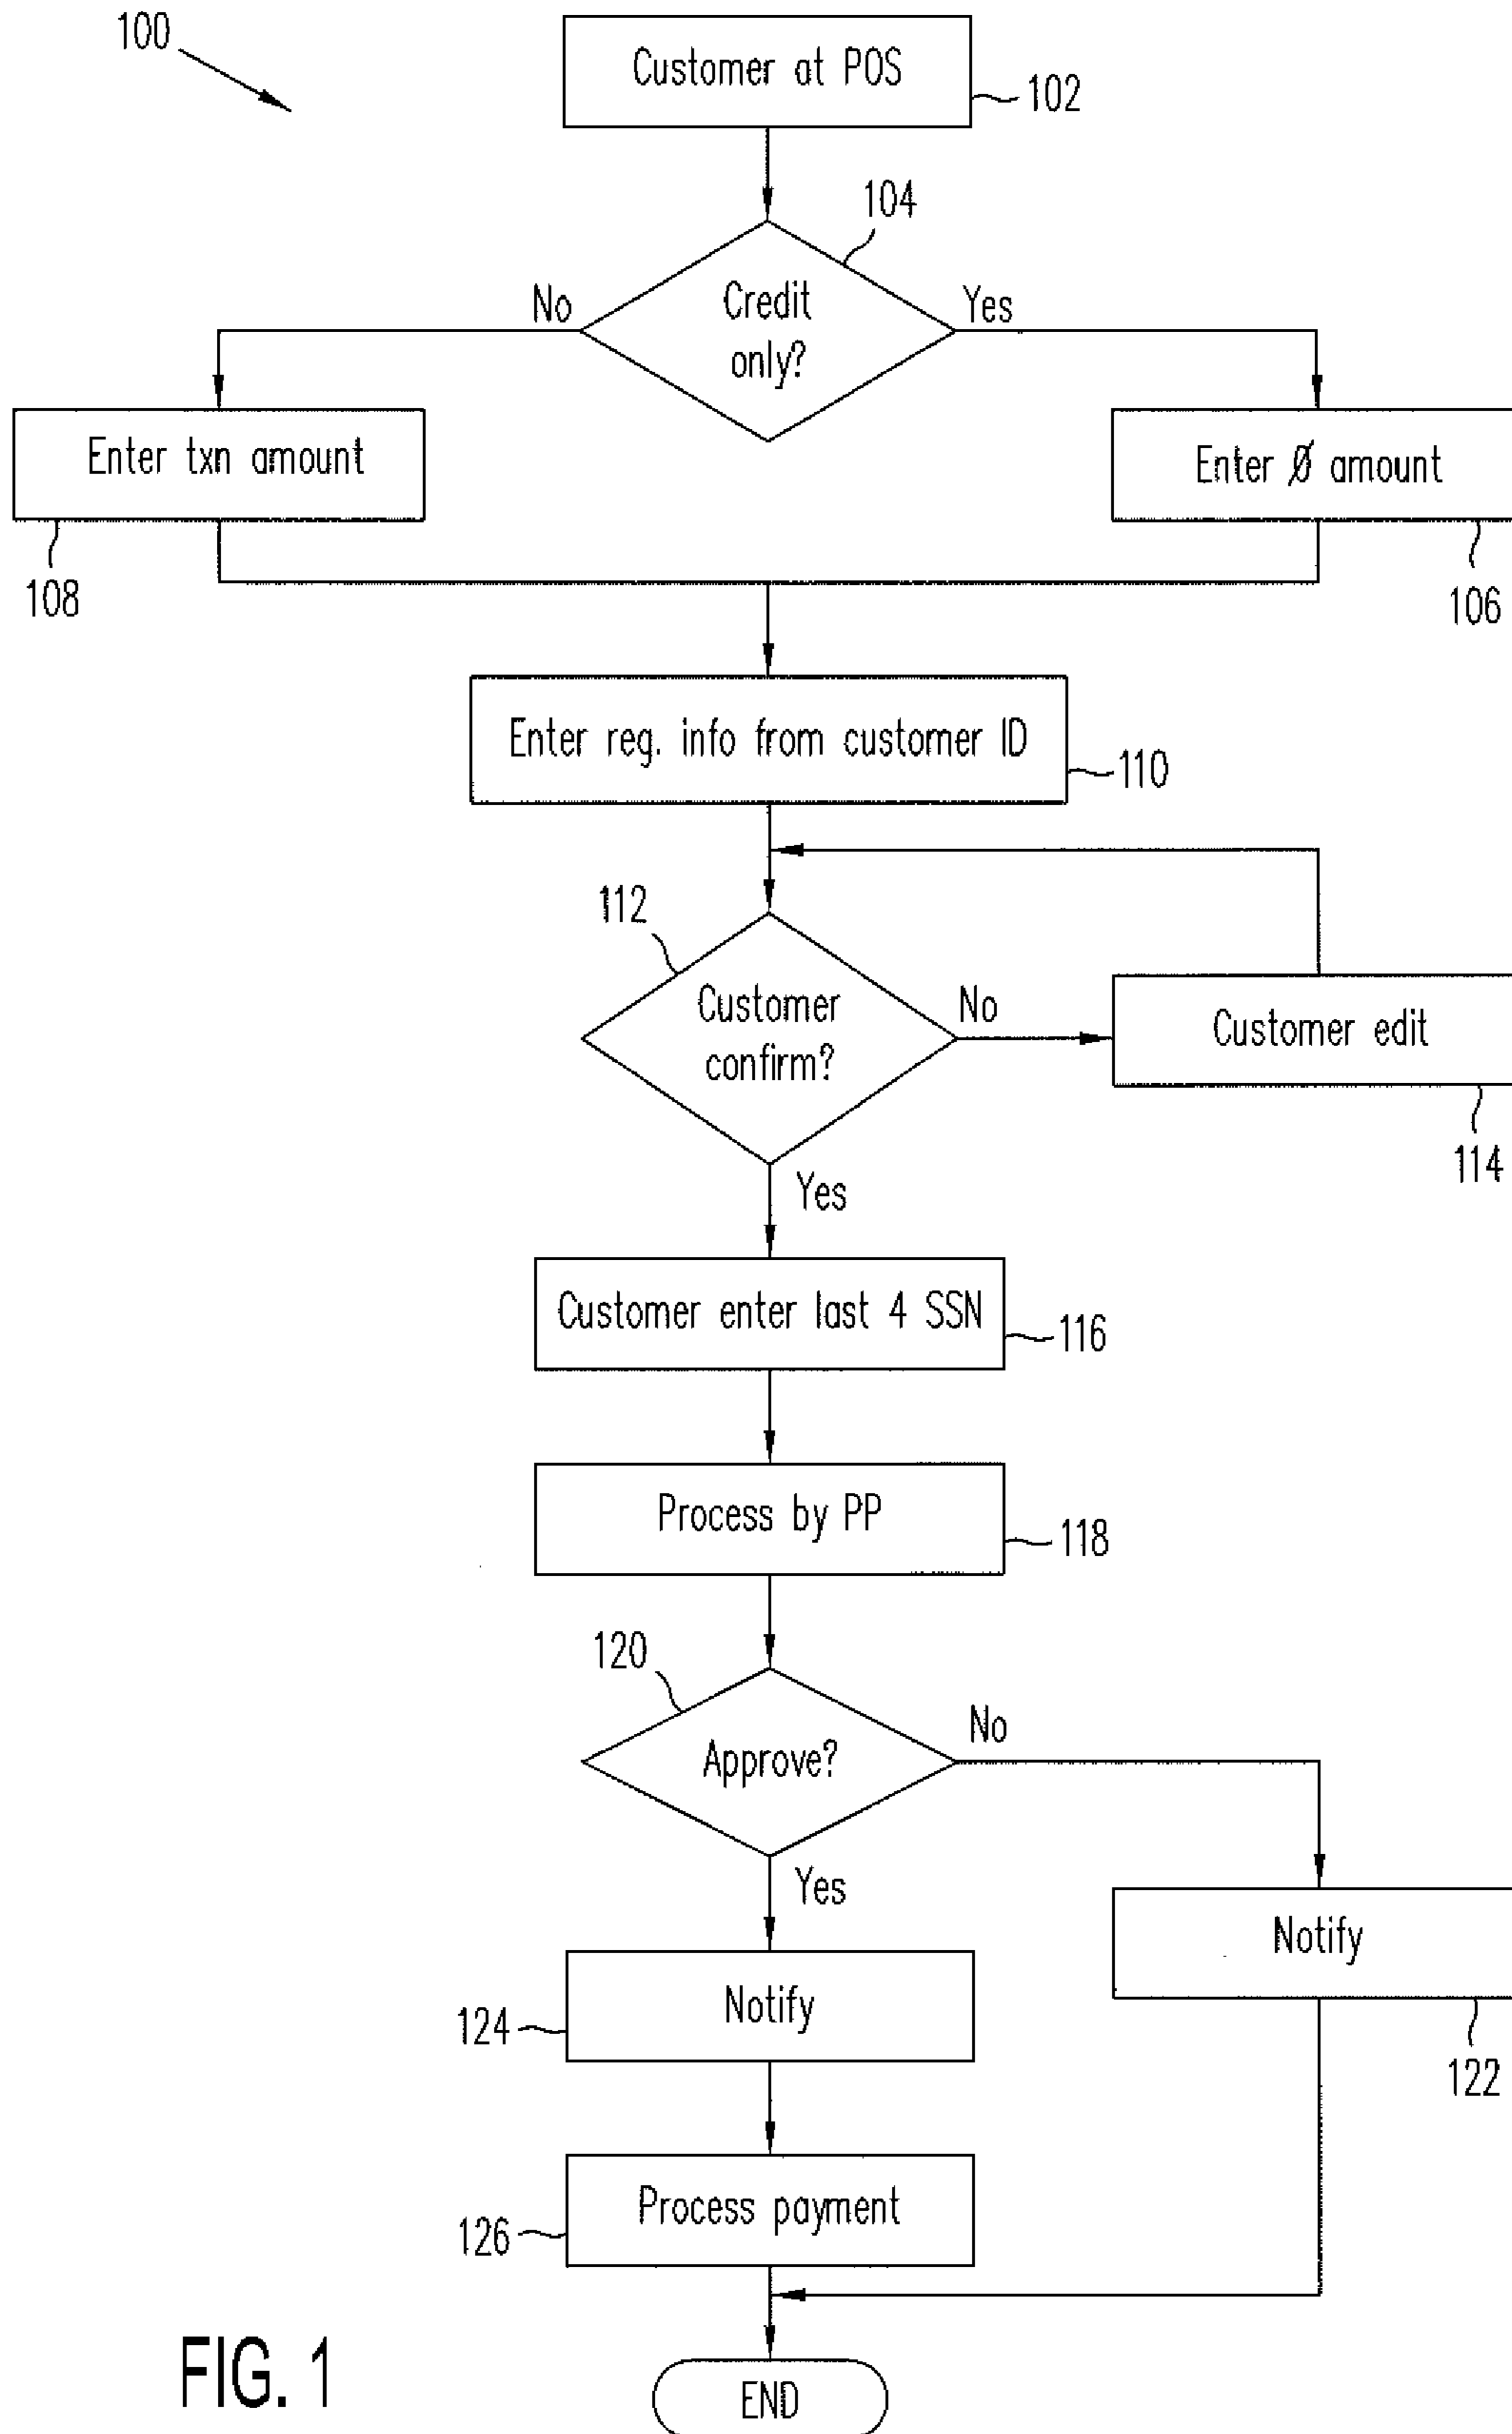 100
Customer at POS
102
104
No
Credit
only?
Yes
Enter txn amount
Enter Ø amount
108
106
Enter reg. info from customer ID
110
112
Customer
confirm?
No
Customer edit
114
Yes
Customer enter last 4 SSN
116
Process by PP
118
120
Approve?
No
Yes
Notify
122
Notify
124
Process payment
126
END
FIG. 1